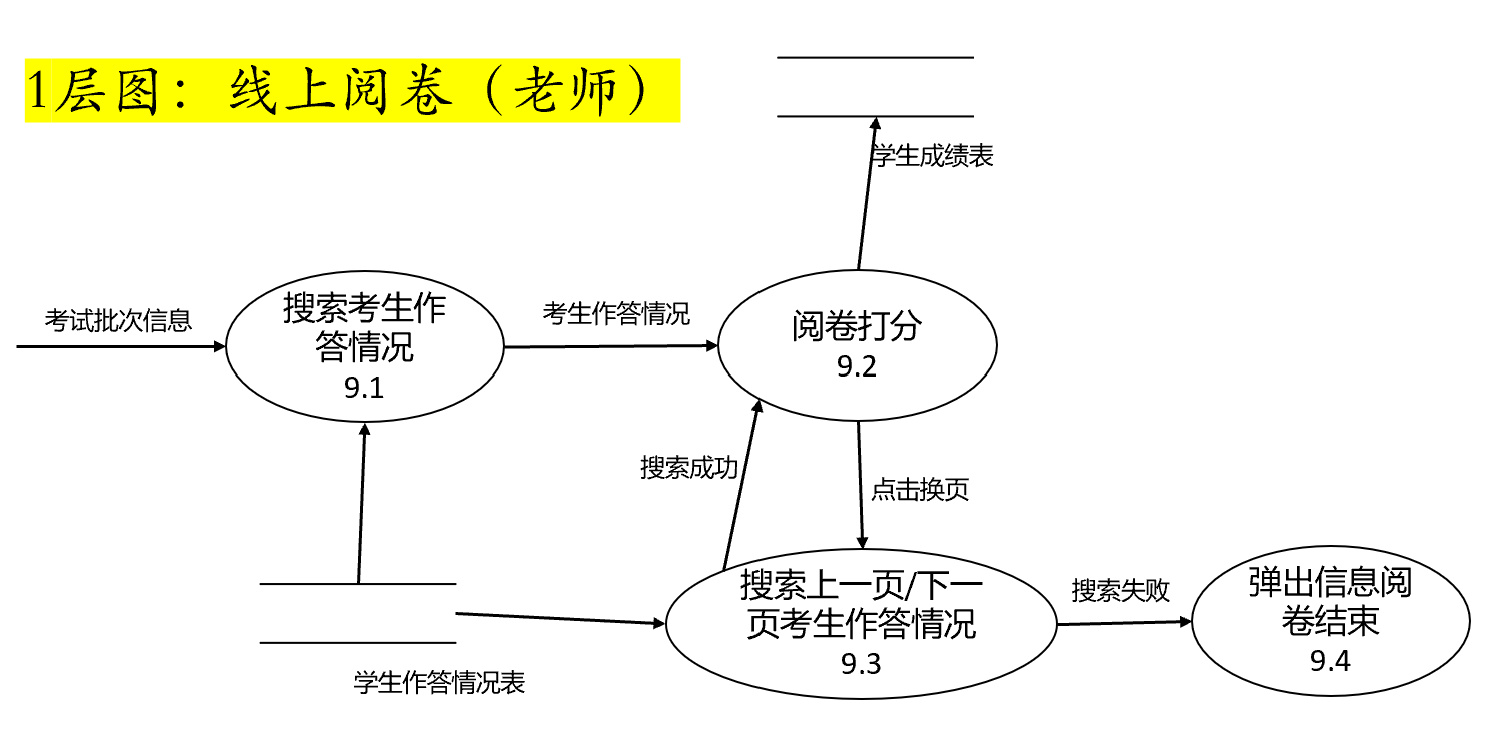 1层图：线上阅卷（老师）
学生成绩表
考试批次信息
搜索考生作
答情况
9.1
考生作答情况
阅卷打分
9.2
搜索成功
点击换页
搜索上一页/下一
页考生作答情况
9.3
搜索失败
弹出信息阅
卷结束
9.4
学生作答情况表